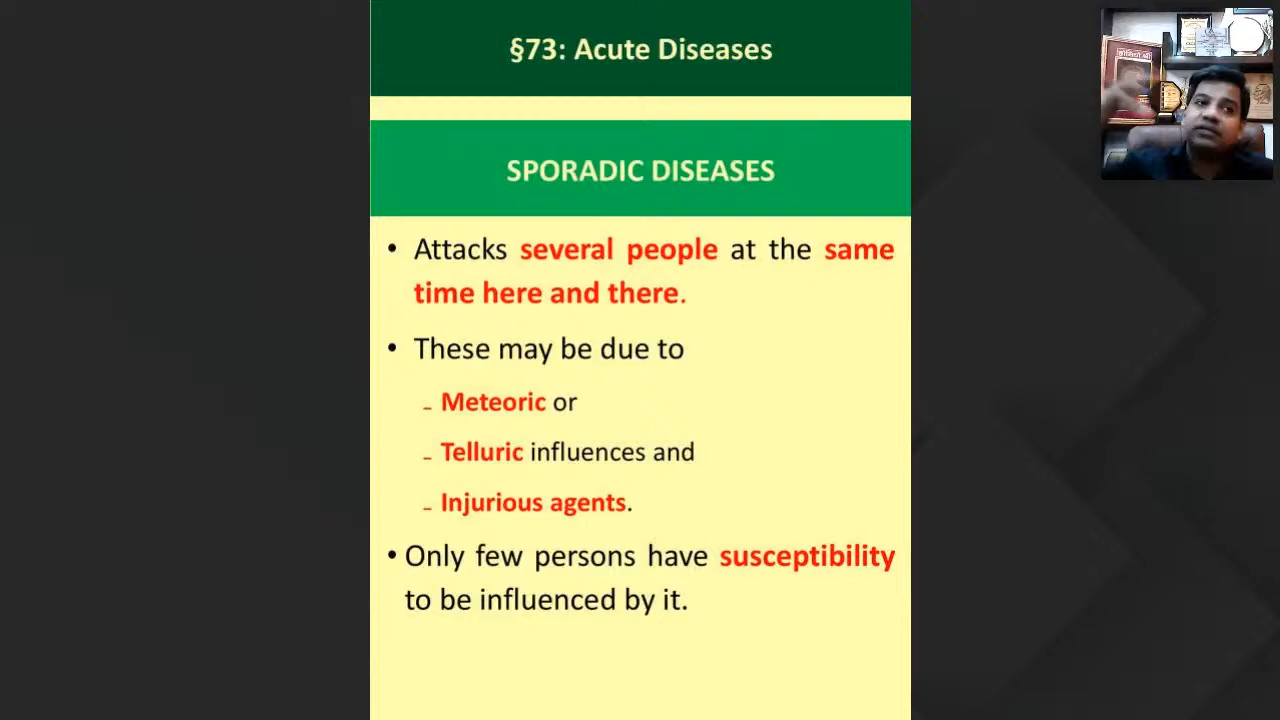 §73: Acute Diseases
SPORADIC DISEASES
• Attacks several people at the same
time here and there.
• These may be due to
– Meteoric or
– Telluric influences and
– Injurious agents.
• Only few persons have susceptibility
to be influenced by it.